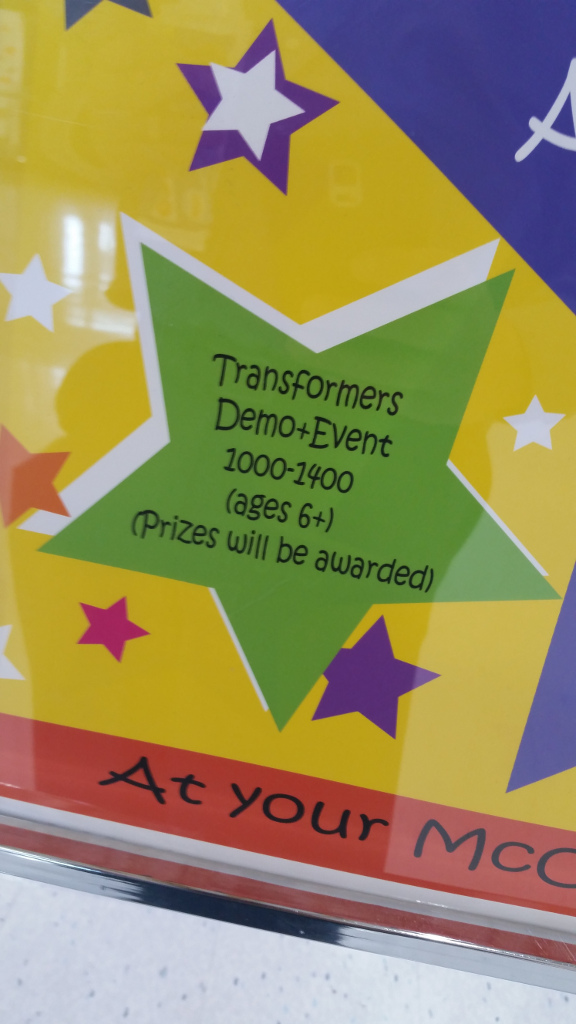 Transformers
Demo+Event
1000-1400
(ages 6+)
(Prizes will be awarded)
At your